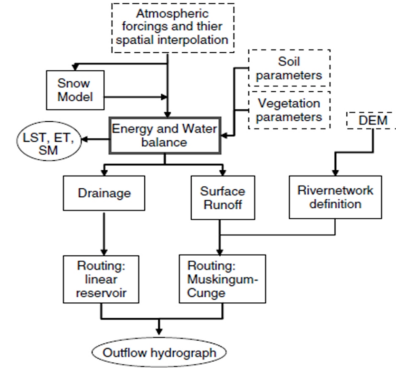 Atmospheric
forcings and thier
spatial interpolation
Snow
Model
Soil
parameters
Vegetation
parameters
DEM
LST, ET,
SM
Energy and Water
balance
Drainage
Surface
Runoff
Rivernetwork
definition
Routing:
linear
reservoir
Routing:
Muskingum-
Cunge
Outflow hydrograph